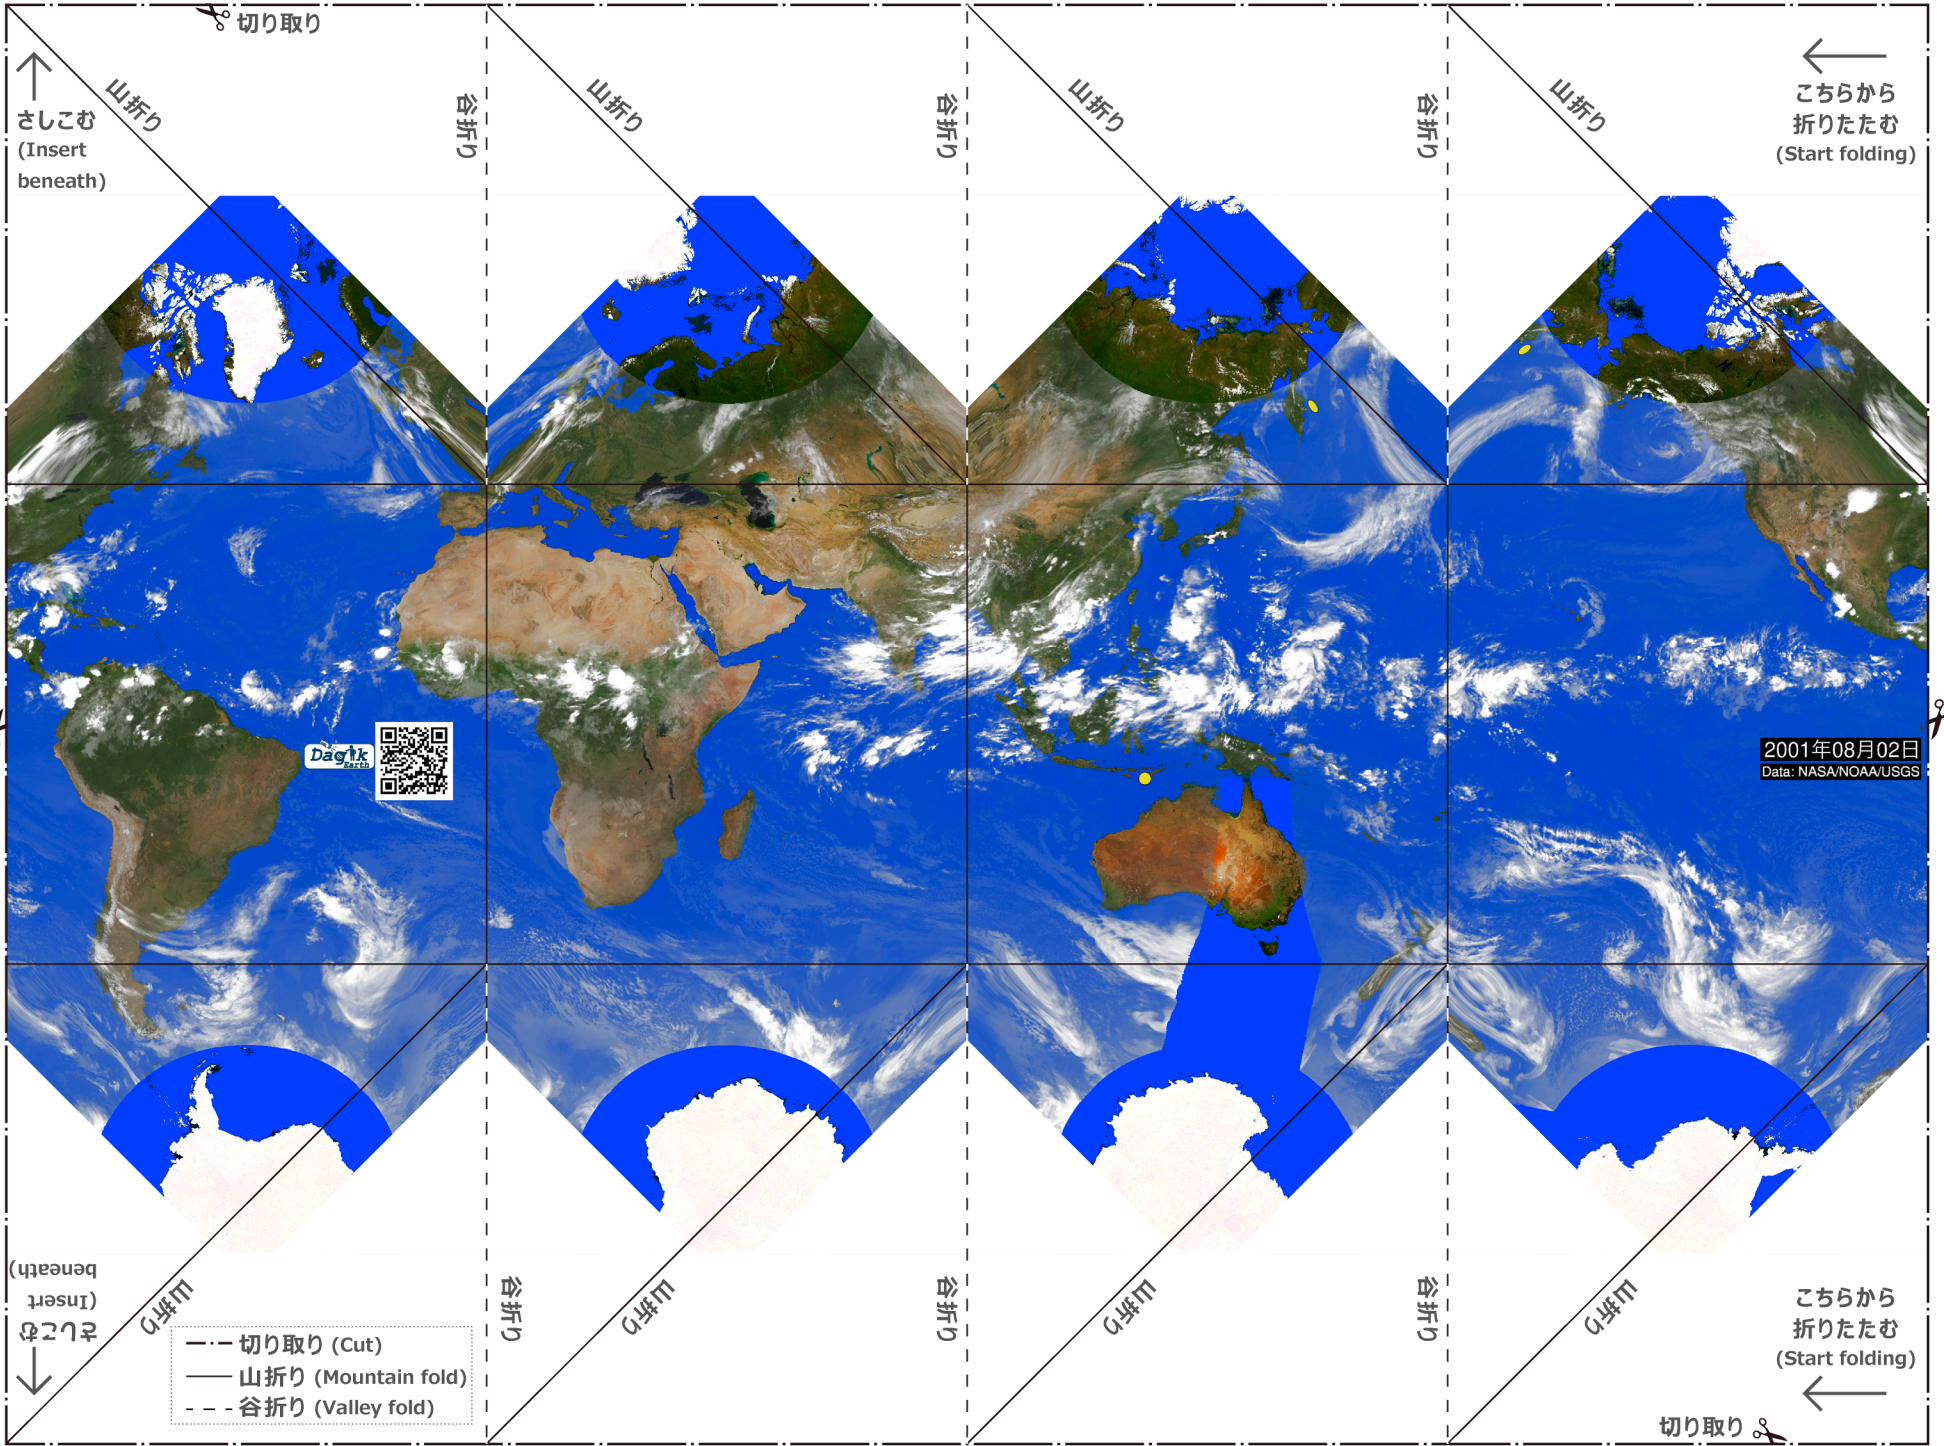 切り取り
山折り
谷折り
山折り
谷折り
山折り
谷折り
山折り
さしこむ
(Insert
beneath)
こちらから
折りたたむ
(Start folding)
Dagik
Earth
2001年08月02日
Data: NASA/NOAA/USGS
さしこむ
(Insert
beneath)
山折り
谷折り
山折り
谷折り
山折り
谷折り
山折り
こちらから
折りたたむ
(Start folding)
切り取り (Cut)
山折り (Mountain fold)
谷折り (Valley fold)
切り取り